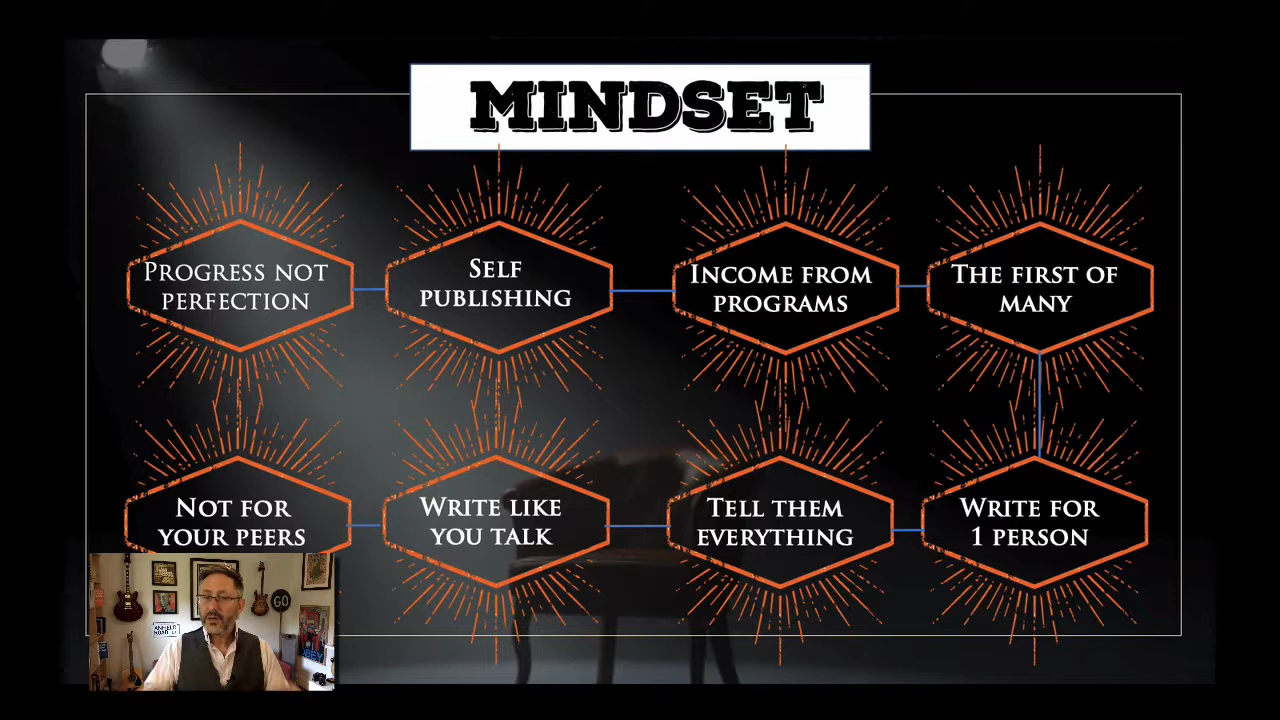 MINDSET
PROGRESS NOT
PERFECTION
SELF
PUBLISHING
INCOME FROM
PROGRAMS
THE FIRST OF
MANY
NOT FOR
YOUR PEERS
WRITE LIKE
YOU TALK
TELL THEM
EVERYTHING
WRITE FOR
1 PERSON
GO